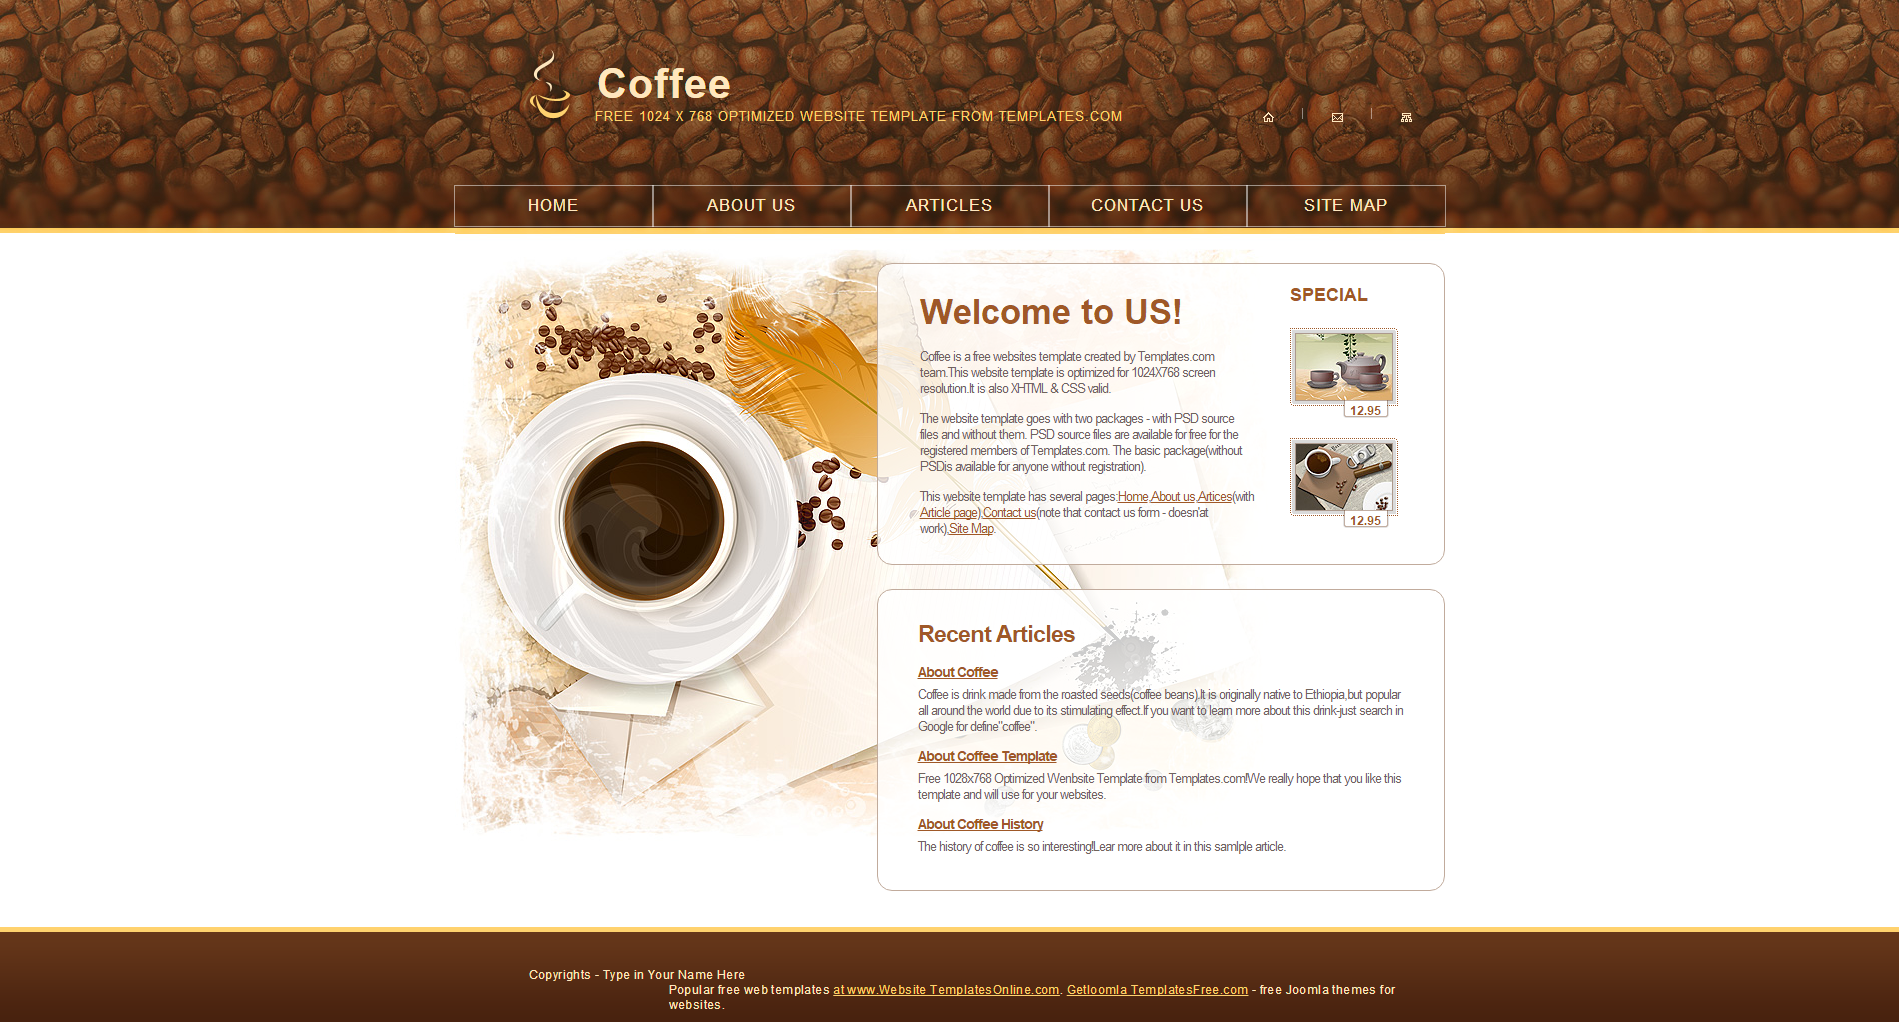 Coffee
FREE 1024 X 768 OPTIMIZED WEBSITE TEMPLATE FROM TEMPLATES.COM
HOME
ABOUT US
ARTICLES
CONTACT US
SITE MAP
Welcome to US!
Coffee is a free websites template created by Templates.com
team.This website template is optimized for 1024X768 screen
resolution.It is also XHTML & CSS valid.
The website template goes with two packages - with PSD source
files and without them. PSD source files are available for free for the
registered members of Templates.com. The basic package(without
PSDis available for anyone without registration).
This website template has several pages:Home,About us,Artices(with
Article page),Contact us(note that contact us form - doesn'at
work),Site Map.
SPECIAL
12.95
12.95
Recent Articles
About Coffee
Coffee is drink made from the roasted seeds(coffee beans).It is originally native to Ethiopia,but popular
all around the world due to its stimulating effect.If you want to learn more about this drink-just search in
Google for define"coffee".
About Coffee Template
Free 1028x768 Optimized Wenbsite Template from Templates.com!We really hope that you like this
template and will use for your websites.
About Coffee History
The history of coffee is so interesting!Lear more about it in this samlple article.
Copyrights - Type in Your Name Here
Popular free web templates at www.Website TemplatesOnline.com. Getloomla TemplatesFree.com - free Joomla themes for
websites.